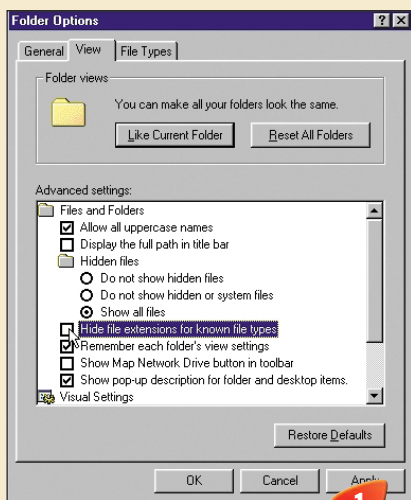 Folder Options
General View File Types
Folder views
You can make all your folders look the same.
Like Current Folder Reset All Folders
Advanced settings:
Files and Folders
Allow all uppercase names
Display the full path in title bar
Hidden files
Do not show hidden files
Do not show hidden or system files
Show all files
Hide file extensions for known file types
Remember each folder's view settings
Show Map Network Drive button in toolbar
Show pop-up description for folder and desktop items.
Visual Settings
Restore Defaults
OK Cancel Apply
1